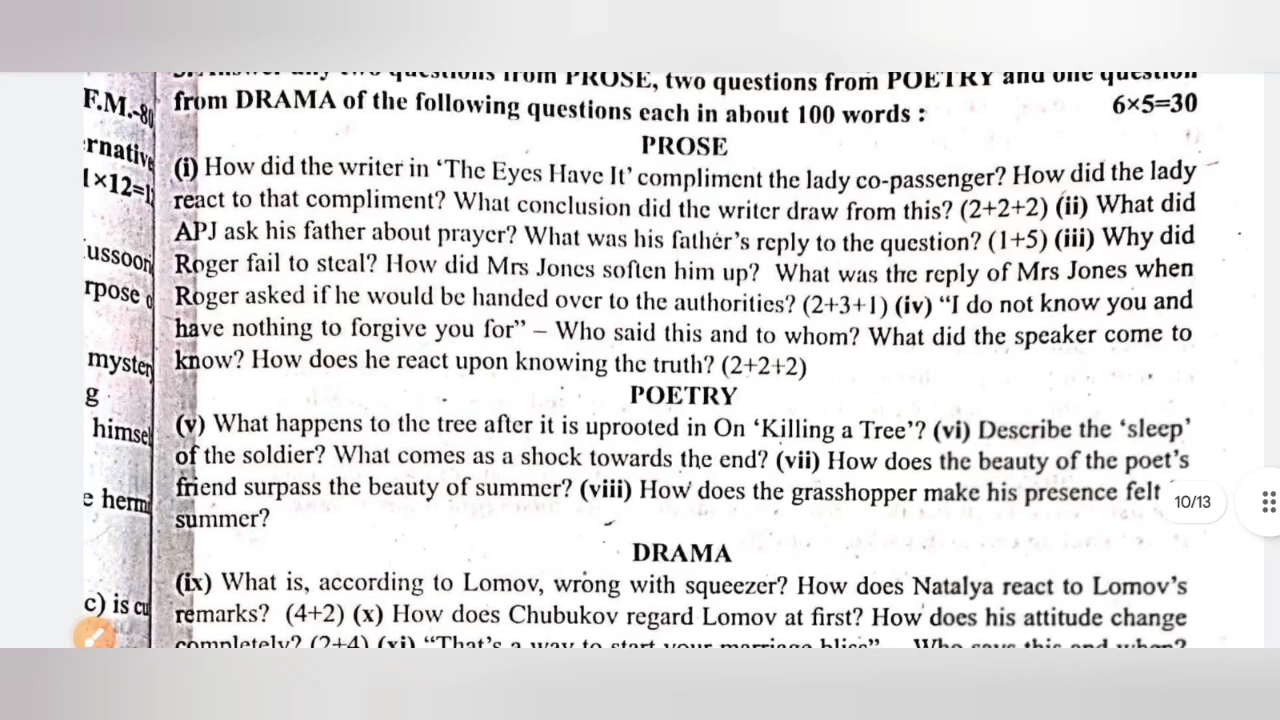 questions from PROSE, two questions from POETRY and one question
from DRAMA of the following questions each in about 100 words : 6×5=30
PROSE
(i) How did the writer in ‘The Eyes Have It’ compliment the lady co-passenger? How did the lady
react to that compliment? What conclusion did the writer draw from this? (2+2+2) (ii) What did
APJ ask his father about prayer? What was his father’s reply to the question? (1+5) (iii) Why did
Roger fail to steal? How did Mrs Jones soften him up? What was the reply of Mrs Jones when
Roger asked if he would be handed over to the authorities? (2+3+1) (iv) “I do not know you and
have nothing to forgive you for” – Who said this and to whom? What did the speaker come to
know? How does he react upon knowing the truth? (2+2+2)
POETRY
(v) What happens to the tree after it is uprooted in On ‘Killing a Tree’? (vi) Describe the ‘sleep’
of the soldier? What comes as a shock towards the end? (vii) How does the beauty of the poet’s
friend surpass the beauty of summer? (viii) How does the grasshopper make his presence felt
summer?
DRAMA
(ix) What is, according to Lomov, wrong with squeezer? How does Natalya react to Lomov’s
remarks? (4+2) (x) How does Chubukov regard Lomov at first? How does his attitude change
completely? (2+4) (xi) “That’s a way to start your marriage bliss” Who says this and when?
F.M.-80
1×12=1
ussoor
rpose
myster
g
himsel
e herm
c) is cu
10/13